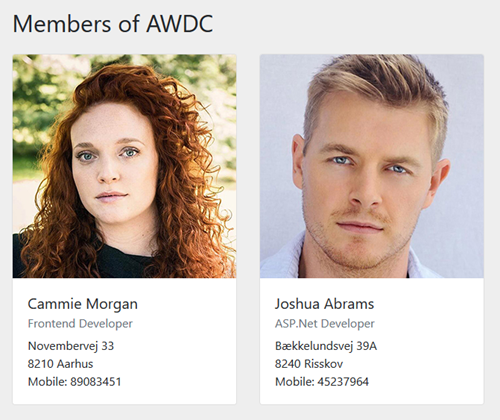 Members of AWDC
Cammie Morgan
Frontend Developer
Novembervej 33
8210 Aarhus
Mobile: 89083451
Joshua Abrams
ASP.Net Developer
Bækkelundsvej 39A
8240 Risskov
Mobile: 45237964